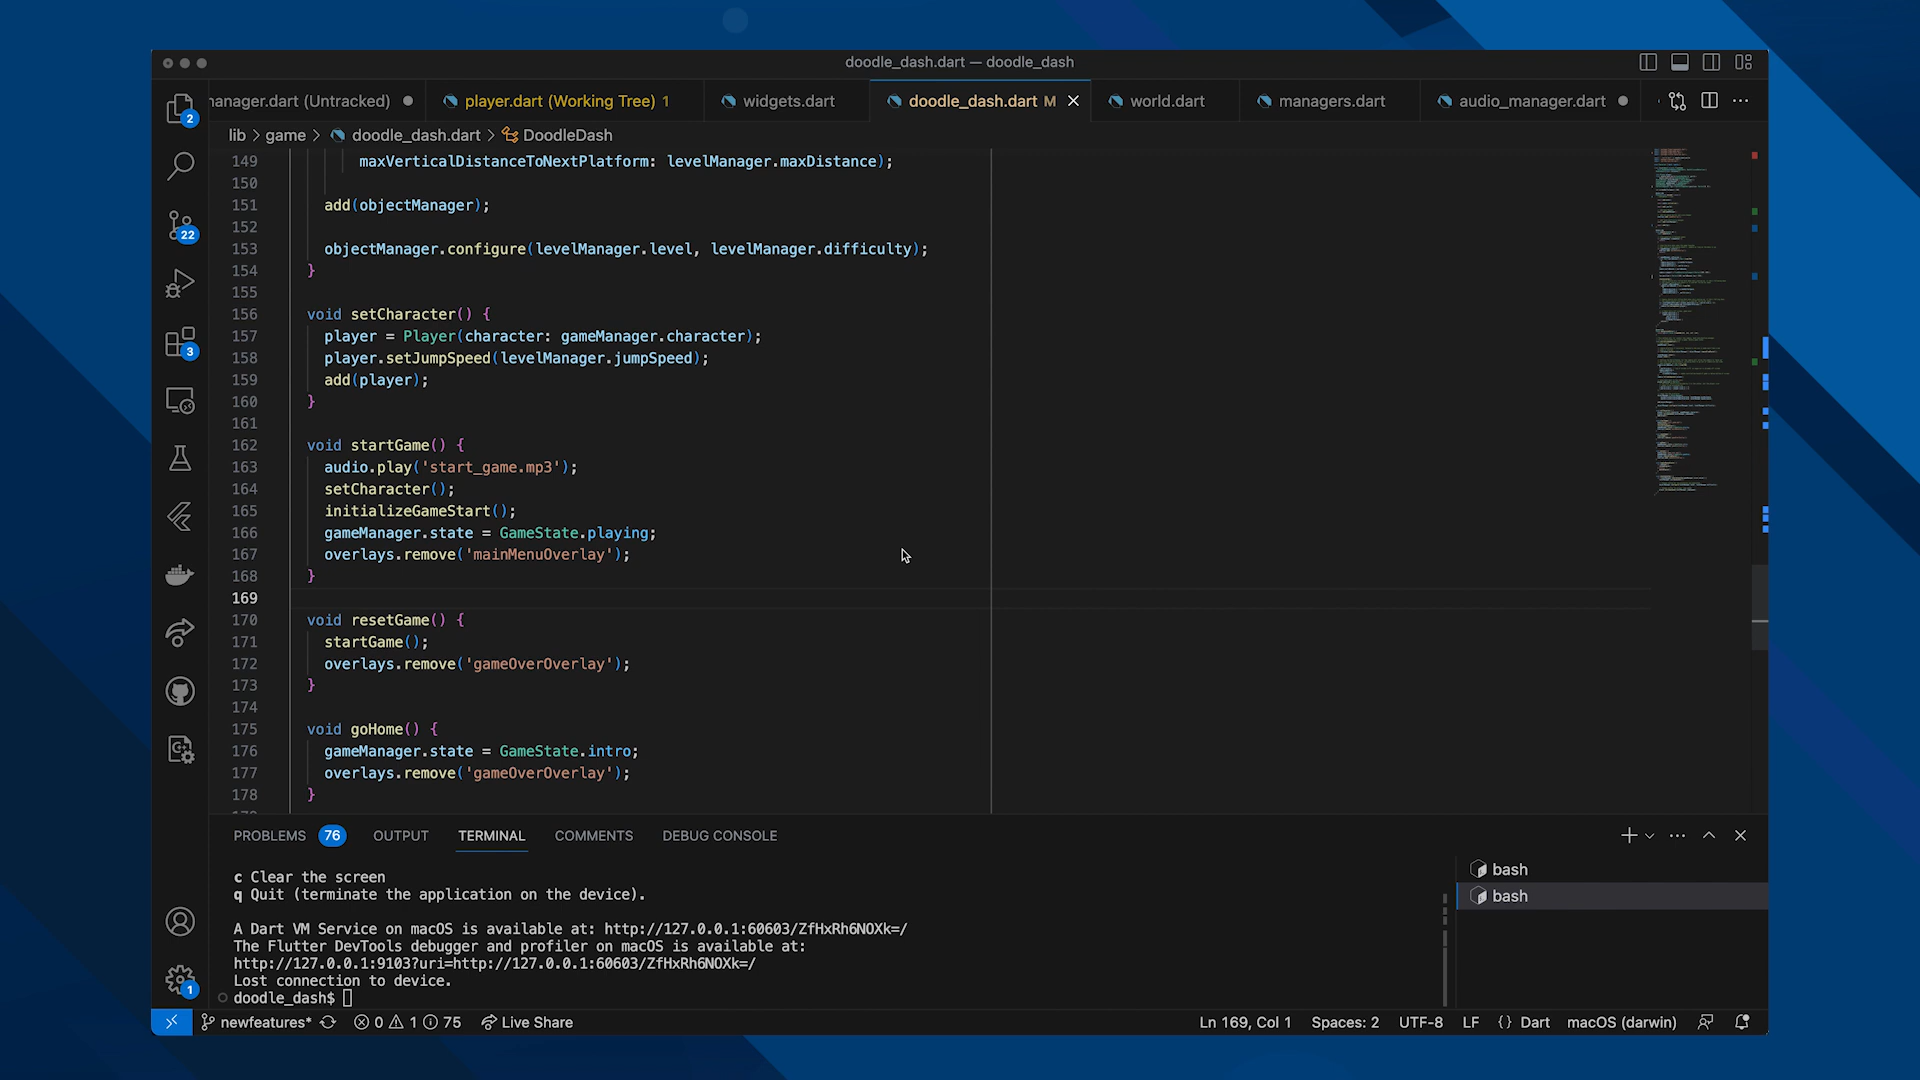 doodle_dash.dart — doodle_dash
anager.dart (Untracked)
player.dart (Working Tree) 1
widgets.dart
doodle_dash.dart M
world.dart
managers.dart
audio_manager.dart
lib > game > doodle_dash.dart > DoodleDash
149 maxVerticalDistanceToNextPlatform: levelManager.maxDistance);
150
151 add(objectManager);
152
153 objectManager.configure(levelManager.level, levelManager.difficulty);
154 }
155
156 void setCharacter() {
157 player = Player(character: gameManager.character);
158 player.setJumpSpeed(levelManager.jumpSpeed);
159 add(player);
160 }
161
162 void startGame() {
163 audio.play('start_game.mp3');
164 setCharacter();
165 initializeGameStart();
166 gameManager.state = GameState.playing;
167 overlays.remove('mainMenuOverlay');
168 }
169
170 void resetGame() {
171 startGame();
172 overlays.remove('gameOverOverlay');
173 }
174
175 void goHome() {
176 gameManager.state = GameState.intro;
177 overlays.remove('gameOverOverlay');
178 }
2
22
3
1
PROBLEMS 76 OUTPUT TERMINAL COMMENTS DEBUG CONSOLE
c Clear the screen
q Quit (terminate the application on the device).
A Dart VM Service on macOS is available at: http://127.0.0.1:60603/ZfHxRh6NOXk=/
The Flutter DevTools debugger and profiler on macOS is available at:
http://127.0.0.1:9103?uri=http://127.0.0.1:60603/ZfHxRh6NOXk=/
Lost connection to device.
doodle_dash$
bash
bash
newfeatures* 0 1 75 Live Share
Ln 169, Col 1 Spaces: 2 UTF-8 LF {} Dart macOS (darwin)